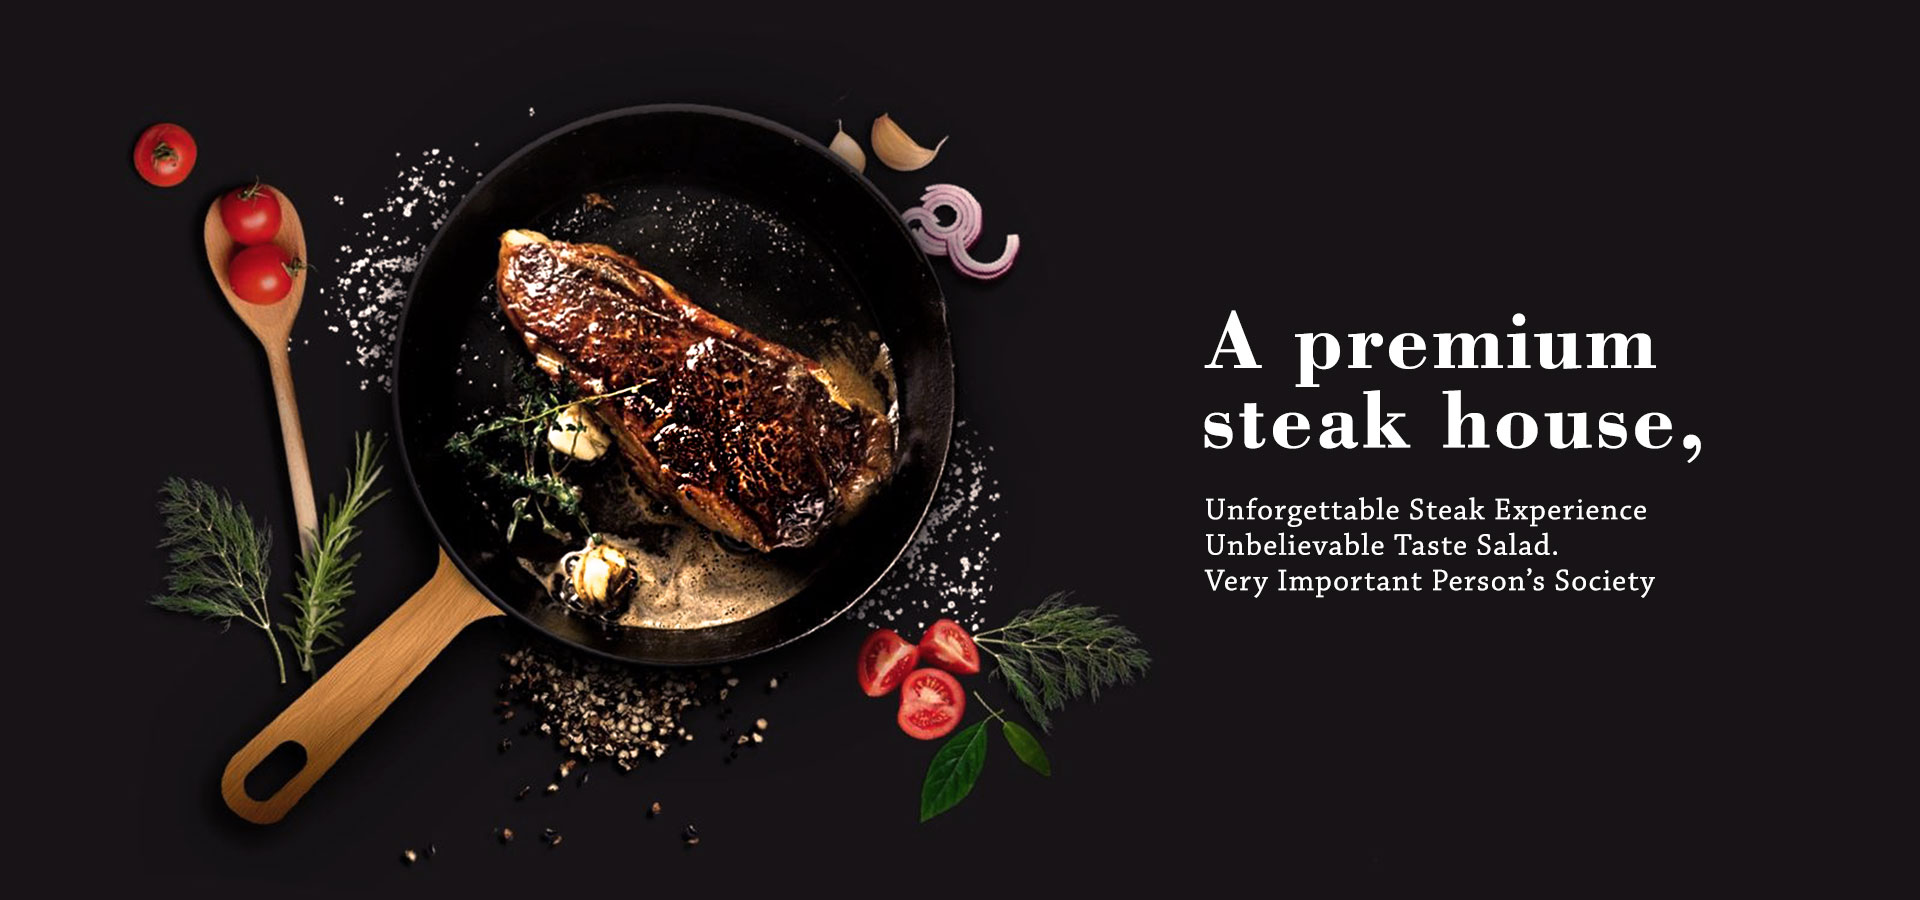 A premium
steak house,
Unforgettable Steak Experience
Unbelievable Taste Salad.
Very Important Person’s Society